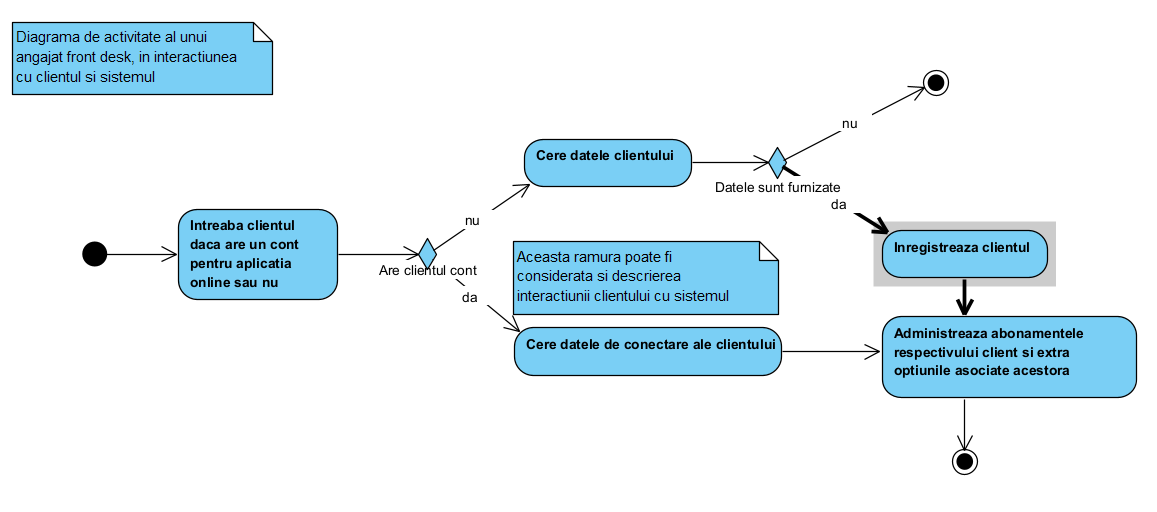 Diagrama de activitate al unui
angajat front desk, in interactiunea
cu clientul si sistemul
Intreaba clientul
daca are un cont
pentru aplicatia
online sau nu
Are clientul cont
nu
da
Cere datele clientului
Datele sunt furnizate
nu
da
Inregistreaza clientul
Aceasta ramura poate fi
considerata si descrierea
interactiunii clientului cu sistemul
Cere datele de conectare ale clientului
Administreaza abonamentele
respectivului client si extra
optiunile asociate acestora